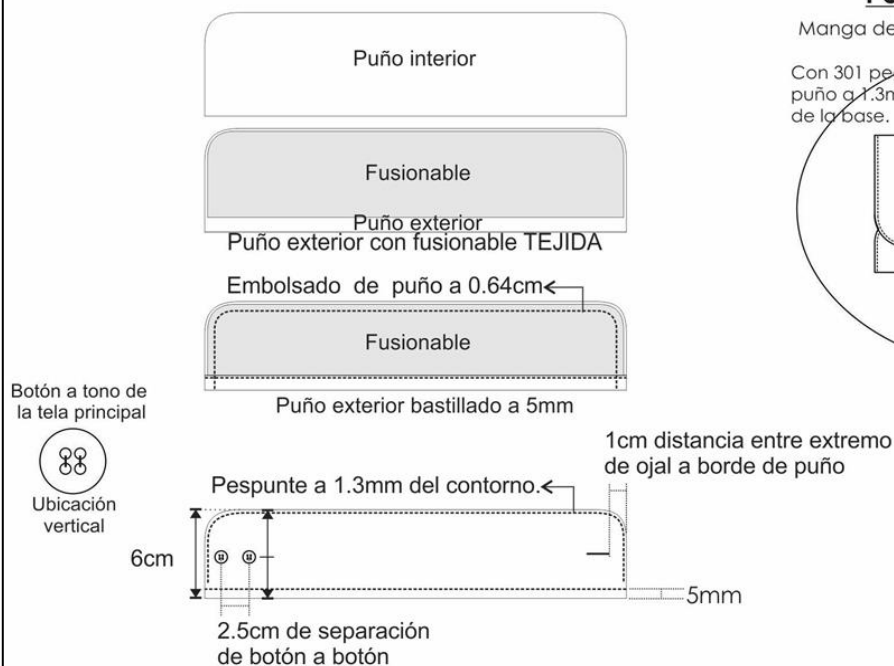 Puño interior
Manga de
Con 301 pe
puño a 1.3m
de la base.
Fusionable
Puño exterior
Puño exterior con fusionable TEJIDA
Embolsado de puño a 0.64cm
Fusionable
Puño exterior bastillado a 5mm
Botón a tono de
la tela principal
Ubicación
vertical
1cm distancia entre extremo
de ojal a borde de puño
Pespunte a 1.3mm del contorno.
6cm
5mm
2.5cm de separación
de botón a botón